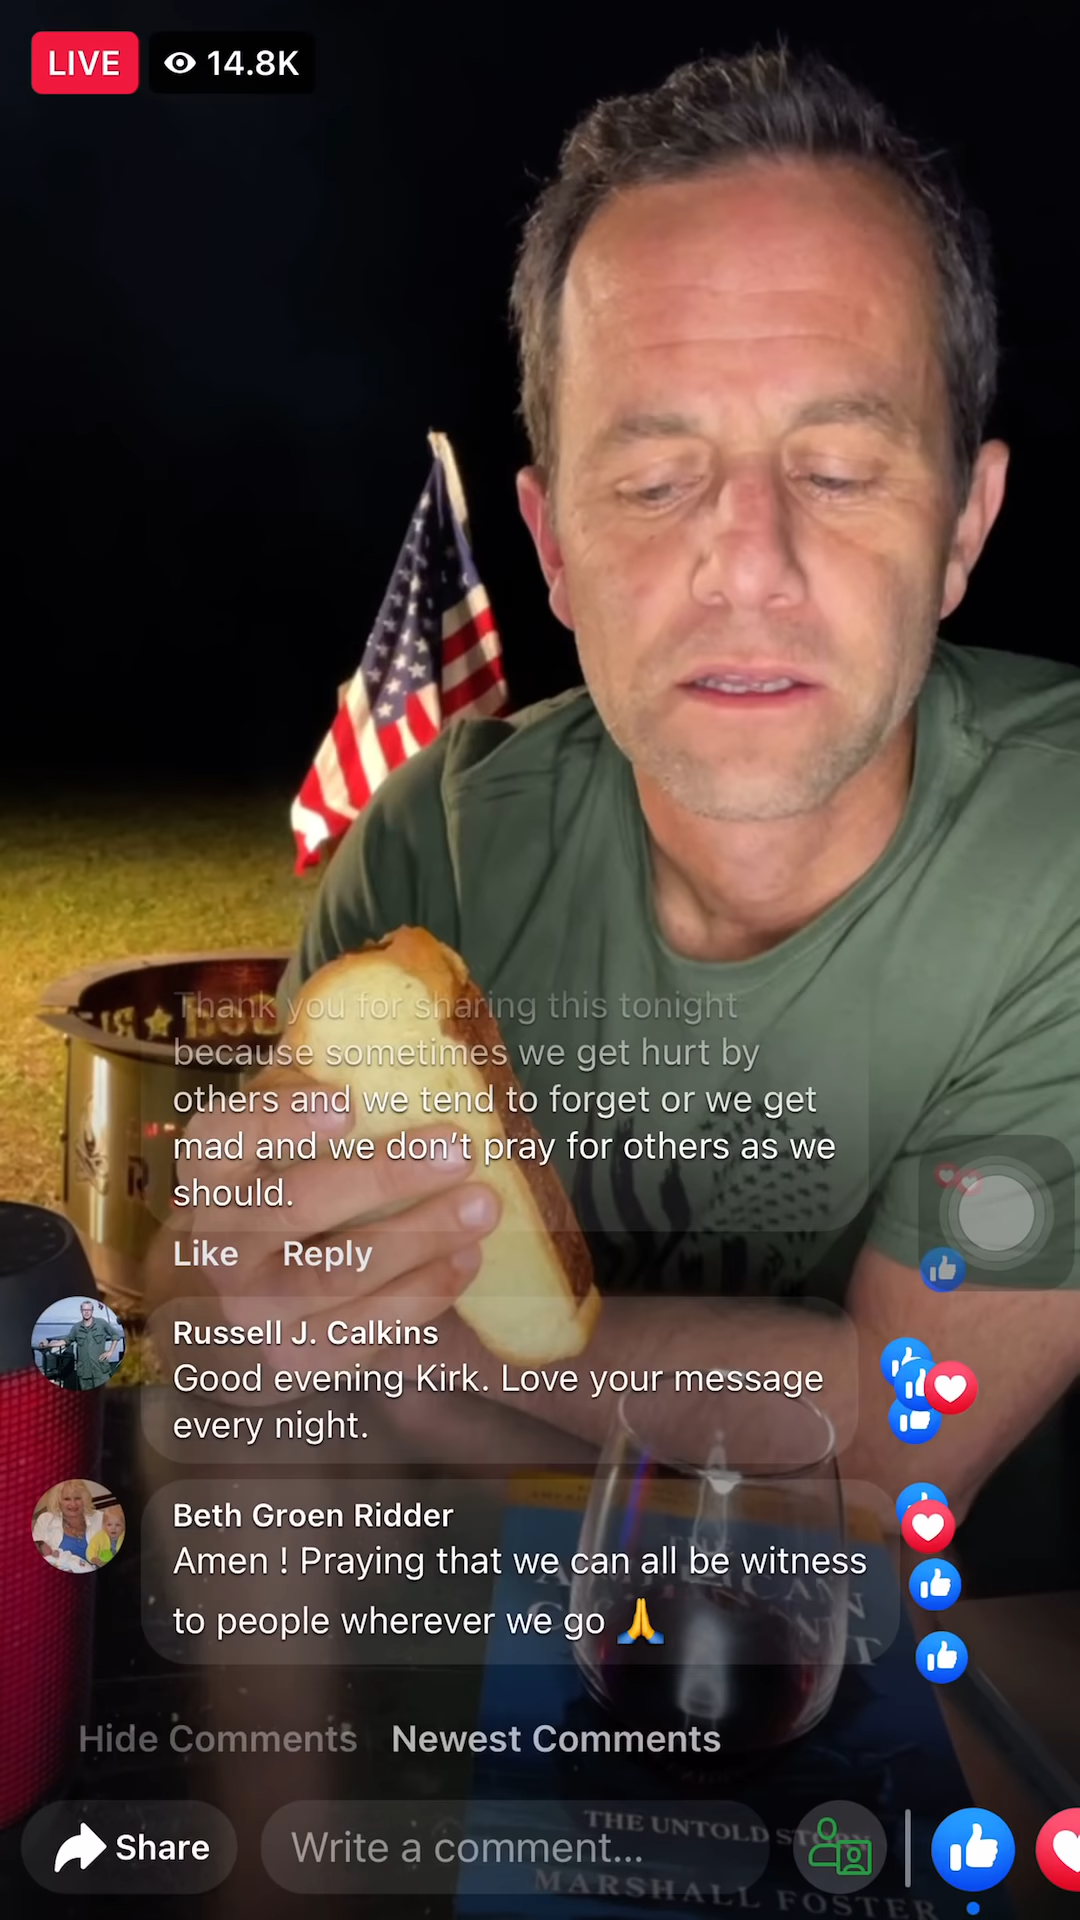 LIVE
14.8K
Thank you for sharing this tonight
because sometimes we get hurt by
others and we tend to forget or we get
mad and we don't pray for others as we
should.
Like Reply
Russell J. Calkins
Good evening Kirk. Love your message
every night.
Beth Groen Ridder
Amen ! Praying that we can all be witness
to people wherever we go 🙏
Hide Comments Newest Comments
THE UNTOLD STORY
MARSHALL FOSTER
Share
Write a comment...